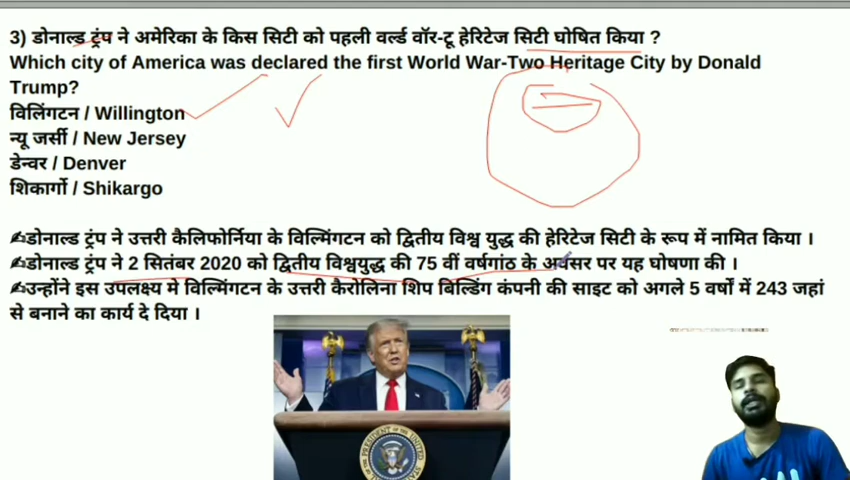 3) डोनाल्ड ट्रंप ने अमेरिका के किस सिटी को पहली वर्ल्ड वॉर-टू हेरिटेज सिटी घोषित किया ?
Which city of America was declared the first World War-Two Heritage City by Donald
Trump?
विलिंगटन / Willington
न्यू जर्सी / New Jersey
डेन्वर / Denver
शिकार्गो / Shikargo
✍डोनाल्ड ट्रंप ने उत्तरी कैलिफोर्निया के विल्मिंगटन को द्वितीय विश्व युद्ध की हेरिटेज सिटी के रूप में नामित किया ।
✍डोनाल्ड ट्रंप ने 2 सितंबर 2020 को द्वितीय विश्वयुद्ध की 75 वीं वर्षगांठ के अवसर पर यह घोषणा की ।
✍उन्होंने इस उपलक्ष्य मे विल्मिंगटन के उत्तरी कैरोलिना शिप बिल्डिंग कंपनी की साइट को अगले 5 वर्षों में 243 जहां
से बनाने का कार्य दे दिया ।